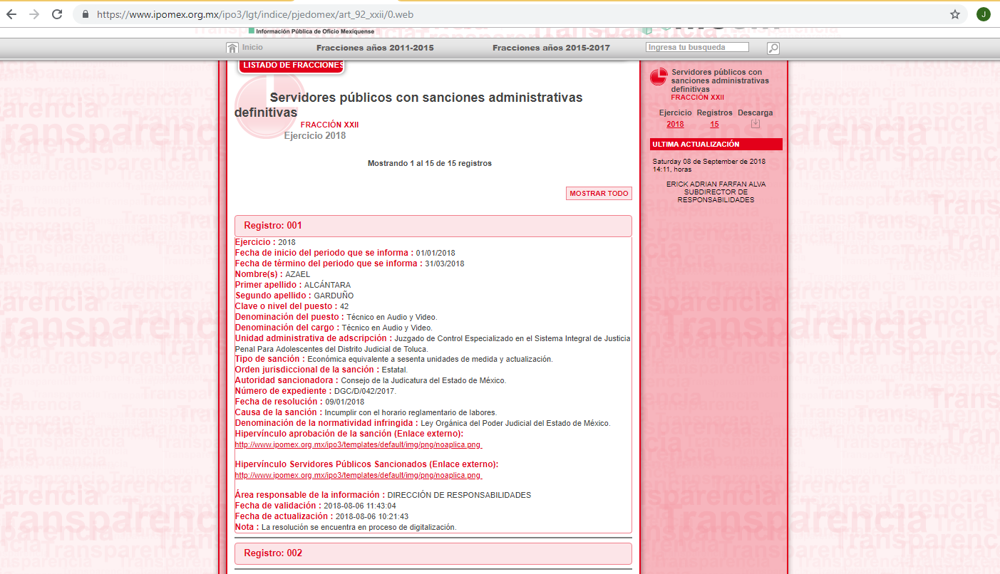 https://www.ipomex.org.mx/ipo3/lgt/indice/pjedomex/art_92_xxii/0.web
J
Información Pública de Oficio Mexiquense
Inicio
Fracciones años 2011-2015
Fracciones años 2015-2017
Ingresa tu busqueda
LISTADO DE FRACCIONES
Servidores públicos con sanciones administrativas
definitivas
FRACCIÓN XXII
Ejercicio 2018
Mostrando 1 al 15 de 15 registros
MOSTRAR TODO
Registro: 001
Ejercicio : 2018
Fecha de inicio del periodo que se informa : 01/01/2018
Fecha de término del periodo que se informa : 31/03/2018
Nombre(s) : AZAEL
Primer apellido : ALCÁNTARA
Segundo apellido : GARDUÑO
Clave o nivel del puesto : 42
Denominación del puesto : Técnico en Audio y Video.
Denominación del cargo : Técnico en Audio y Video.
Unidad administrativa de adscripción : Juzgado de Control Especializado en el Sistema Integral de Justicia
Penal Para Adolescentes del Distrito Judicial de Toluca.
Tipo de sanción : Económica equivalente a sesenta unidades de medida y actualización.
Orden jurisdiccional de la sanción : Estatal.
Autoridad sancionadora : Consejo de la Judicatura del Estado de México.
Número de expediente : DGC/D/042/2017.
Fecha de resolución : 09/01/2018
Causa de la sanción : Incumplir con el horario reglamentario de labores.
Denominación de la normatividad infringida : Ley Orgánica del Poder Judicial del Estado de México.
Hipervínculo aprobación de la sanción (Enlace externo):
http://www.ipomex.org.mx/ipo3/templates/default/img/png/noaplica.png
Hipervínculo Servidores Públicos Sancionados (Enlace externo):
http://www.ipomex.org.mx/ipo3/templates/default/img/png/noaplica.png
Área responsable de la información : DIRECCIÓN DE RESPONSABILIDADES
Fecha de validación : 2018-08-06 11:43:04
Fecha de actualización : 2018-08-06 10:21:43
Nota : La resolución se encuentra en proceso de digitalización.
Registro: 002
Servidores públicos con
sanciones administrativas
definitivas
FRACCIÓN XXII
Ejercicio Registros Descarga
2018 15
ULTIMA ACTUALIZACIÓN
Saturday 08 de September de 2018
14:11, horas
ERICK ADRIAN FARFAN ALVA
SUBDIRECTOR DE
RESPONSABILIDADES